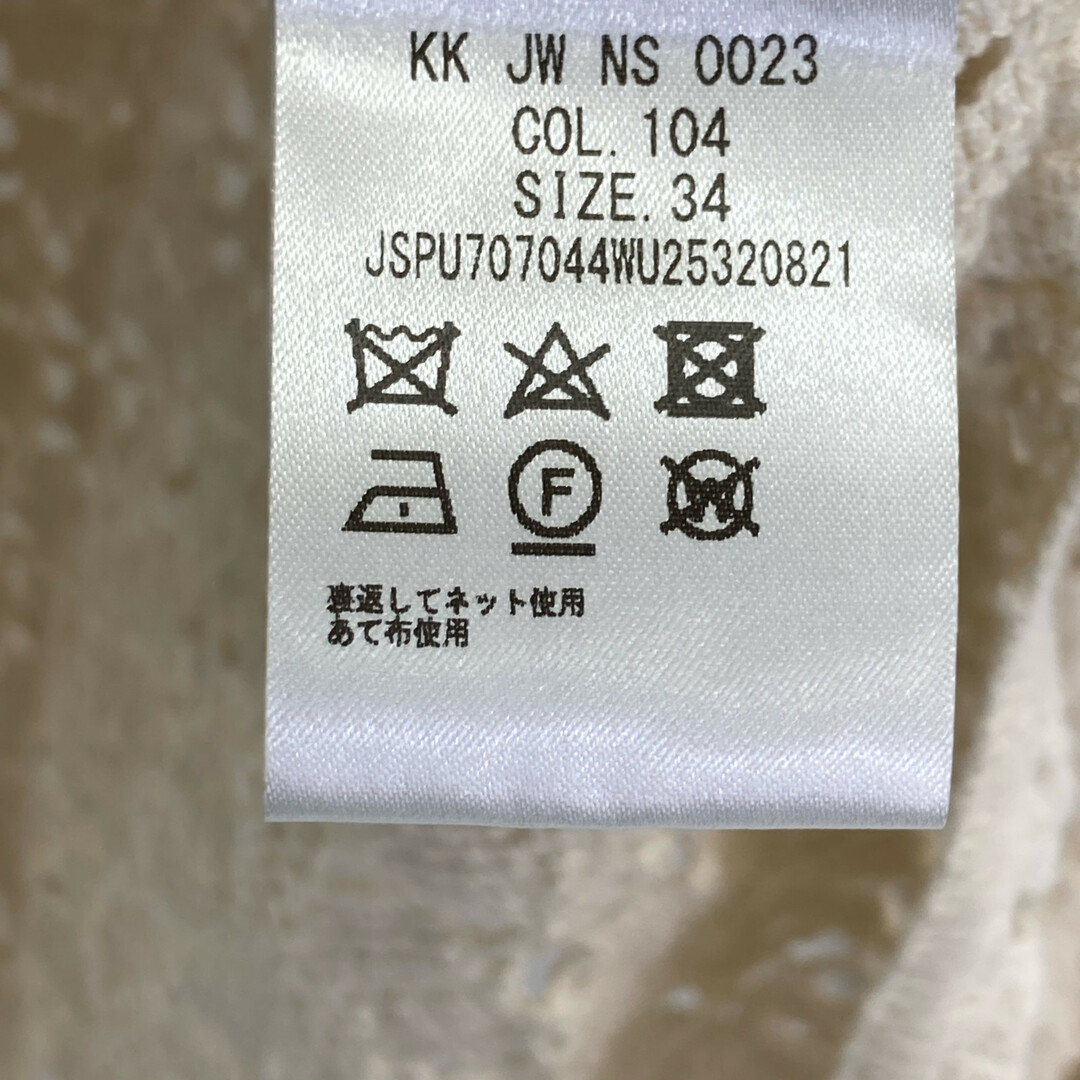 KK JW NS 0023
COL. 104
SIZE. 34
JSPU707044WU25320821
F
W
裏返してネット使用
あて布使用